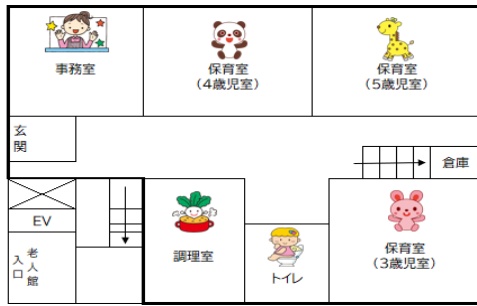 事務室
保育室
（4歳児室）
保育室
（5歳児室）
玄関
倉庫
EV
老人館
入口
調理室
トイレ
保育室
（3歳児室）